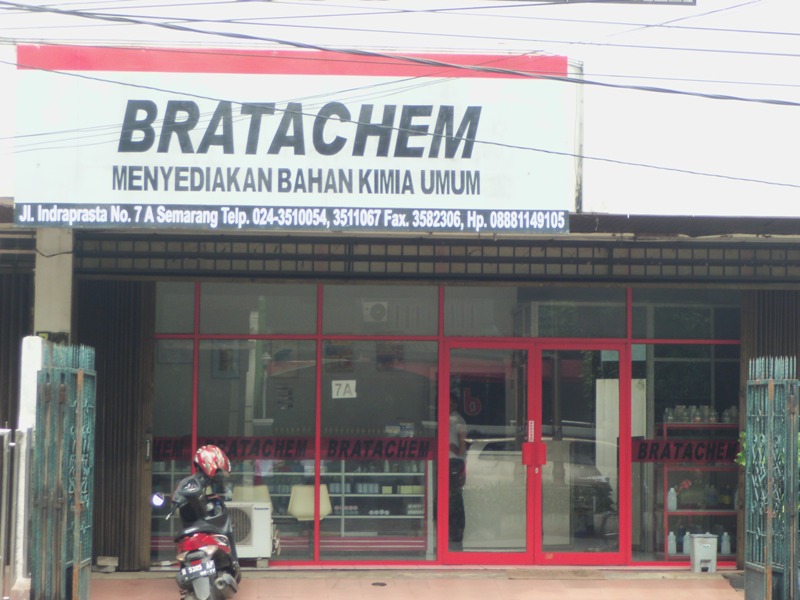 BRATACHEM
MENYEDIAKAN BAHAN KIMIA UMUM
Jl. Indraprasta No. 7 A Semarang Telp. 024-3510054, 3511067 Fax. 3582306, Hp. 08881149105
7A
HEM BRATACHEM BRATACHEM BRATACHEM